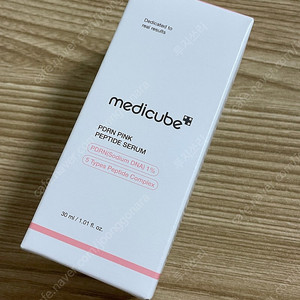 Dedicated to
real results
medicube
PDRN PINK
PEPTIDE SERUM
PDRN(Sodium DNA) 1%
5 Types Peptide Complex
30 ml / 1.01 fl. oz.